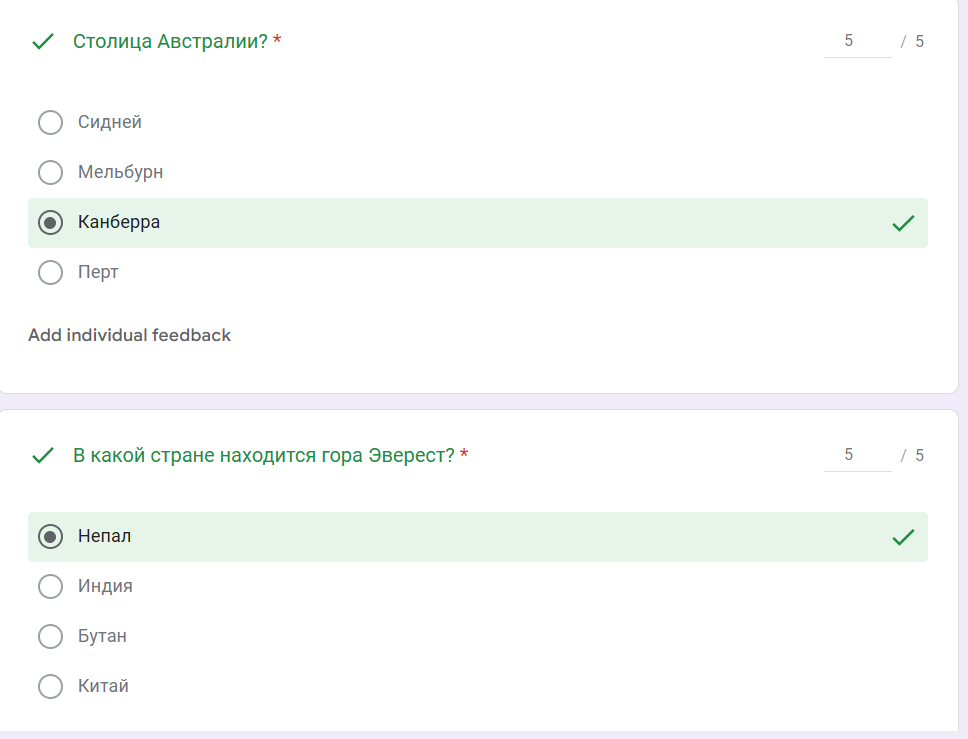 Столица Австралии? *
5 / 5
Сидней
Мельбурн
Канберра
Перт
Add individual feedback
В какой стране находится гора Эверест? *
5 / 5
Непал
Индия
Бутан
Китай